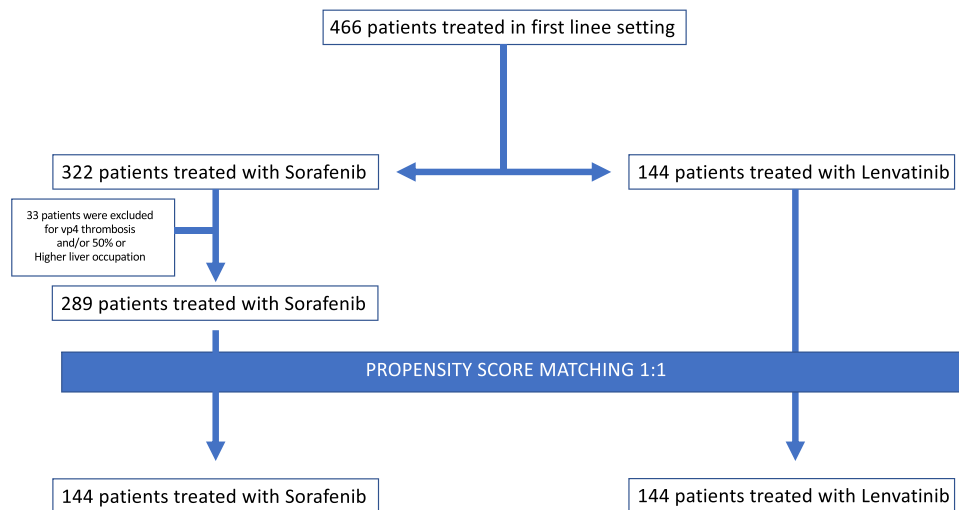 466 patients treated in first linee setting
322 patients treated with Sorafenib
144 patients treated with Lenvatinib
33 patients were excluded
for vp4 thrombosis
and/or 50% or
Higher liver occupation
289 patients treated with Sorafenib
PROPENSITY SCORE MATCHING 1:1
144 patients treated with Sorafenib
144 patients treated with Lenvatinib